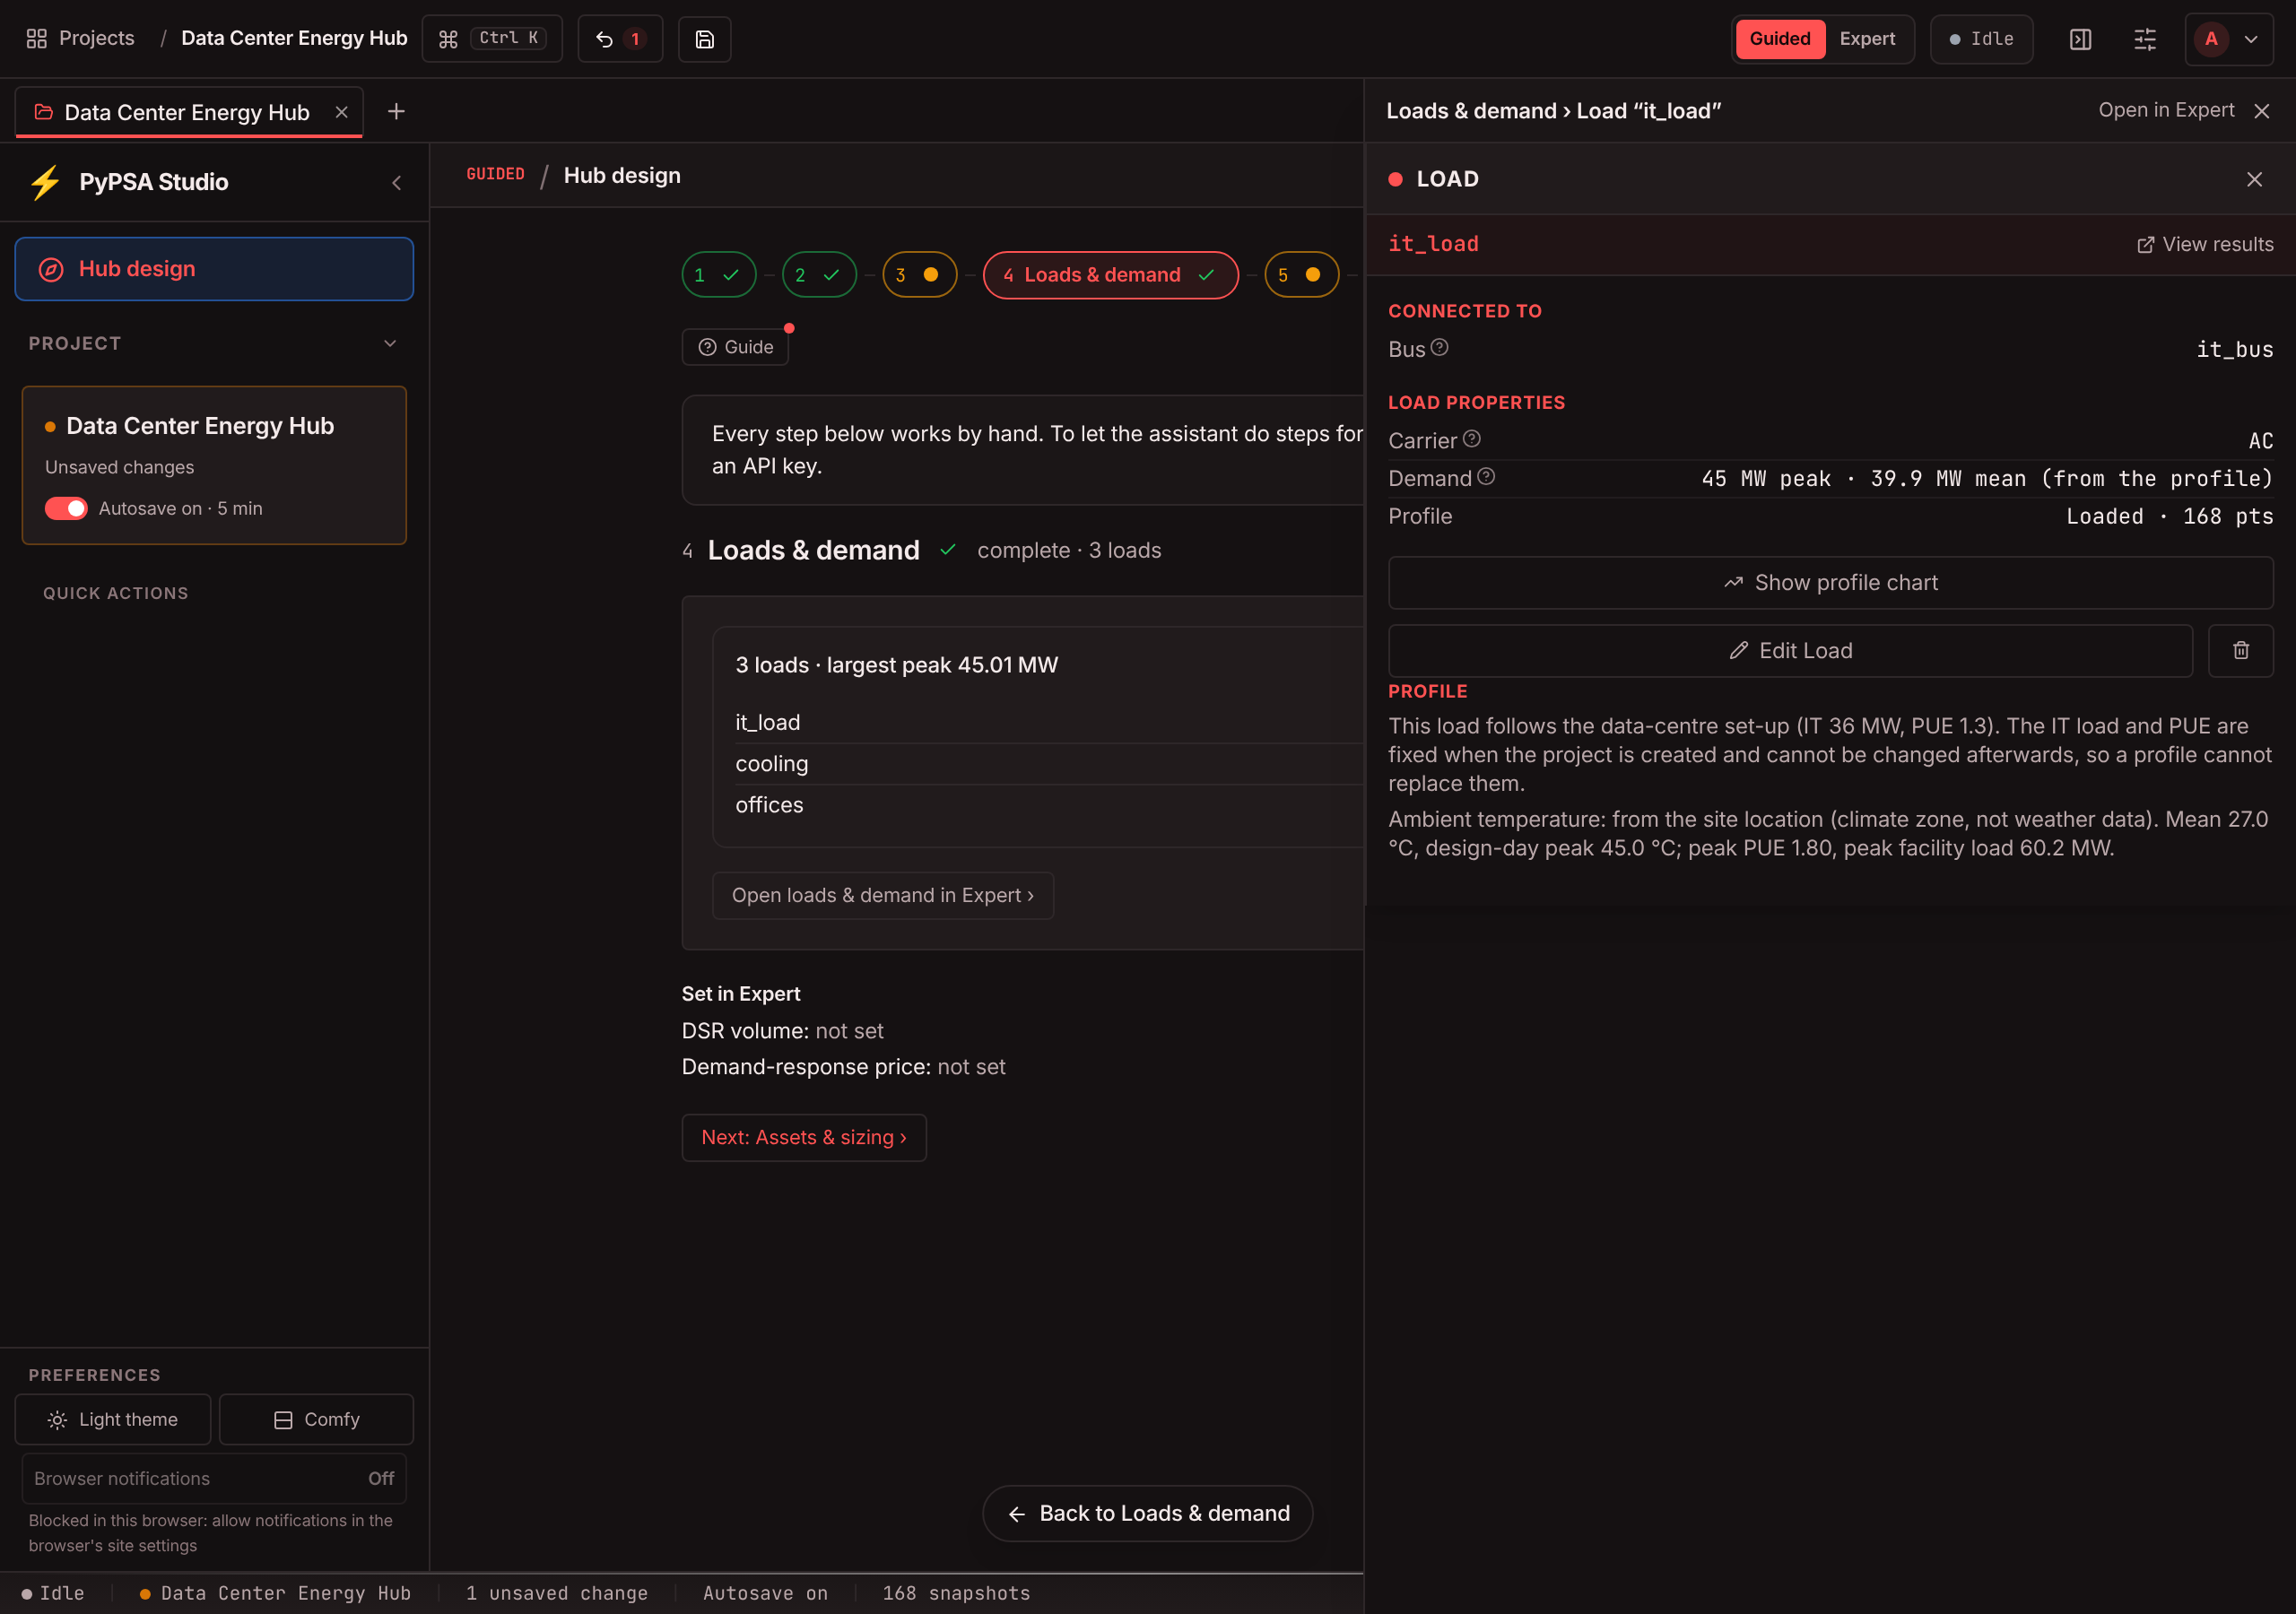 Projects / Data Center Energy Hub
Ctrl K
1
Guided Expert
Idle
A
Data Center Energy Hub
PyPSA Studio
Hub design
PROJECT
Data Center Energy Hub
Unsaved changes
Autosave on · 5 min
QUICK ACTIONS
PREFERENCES
Light theme
Comfy
Browser notifications Off
Blocked in this browser: allow notifications in the
browser's site settings
GUIDED / Hub design
1
2
3
4 Loads & demand
5
Guide
Every step below works by hand. To let the assistant do steps for
an API key.
4 Loads & demand complete · 3 loads
3 loads · largest peak 45.01 MW
it_load
cooling
offices
Open loads & demand in Expert ›
Set in Expert
DSR volume: not set
Demand-response price: not set
Next: Assets & sizing ›
Back to Loads & demand
Loads & demand › Load “it_load”
Open in Expert
LOAD
it_load
View results
CONNECTED TO
Bus it_bus
LOAD PROPERTIES
Carrier AC
Demand 45 MW peak · 39.9 MW mean (from the profile)
Profile Loaded · 168 pts
Show profile chart
Edit Load
PROFILE
This load follows the data-centre set-up (IT 36 MW, PUE 1.3). The IT load and PUE are
fixed when the project is created and cannot be changed afterwards, so a profile cannot
replace them.
Ambient temperature: from the site location (climate zone, not weather data). Mean 27.0
°C, design-day peak 45.0 °C; peak PUE 1.80, peak facility load 60.2 MW.
Idle
Data Center Energy Hub
1 unsaved change
Autosave on
168 snapshots